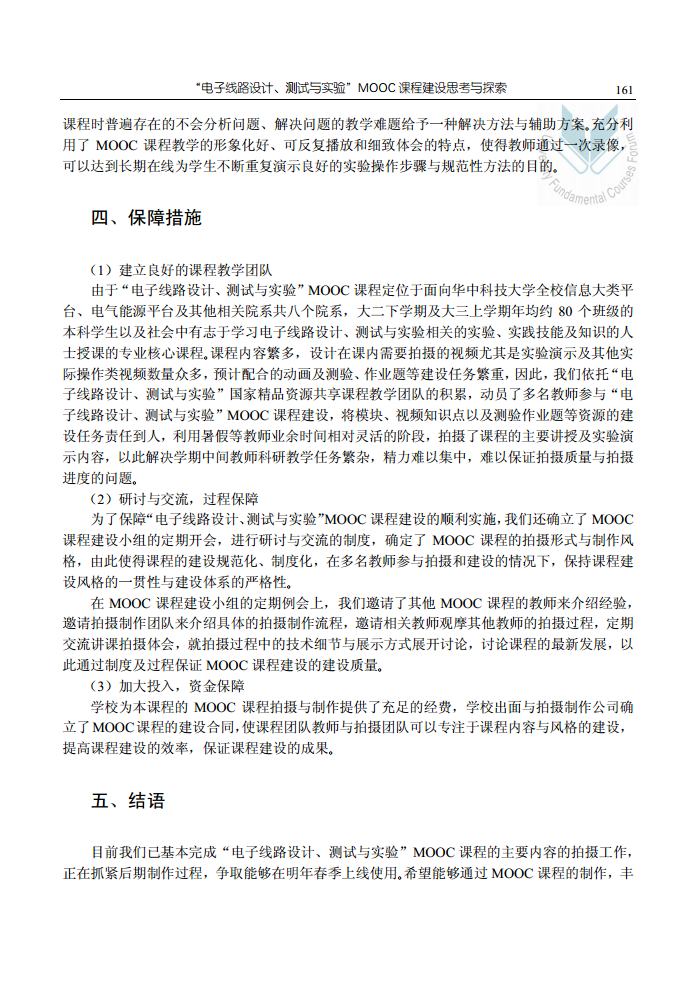 “电子线路设计、测试与实验”MOOC 课程建设思考与探索
161
课程时普遍存在的不会分析问题、解决问题的教学难题给予一种解决方法与辅助方案。充分利
用了 MOOC 课程教学的形象化好、可反复播放和细致体会的特点，使得教师通过一次录像，
可以达到长期在线为学生不断重复演示良好的实验操作步骤与规范性方法的目的。
Fundamental Courses Forum
四、保障措施
（1）建立良好的课程教学团队
由于“电子线路设计、测试与实验”MOOC 课程定位于面向华中科技大学全校信息大类平
台、电气能源平台及其他相关院系共八个院系，大二下学期及大三上学期年均约 80 个班级的
本科学生以及社会中有志于学习电子线路设计、测试与实验相关的实验、实践技能及知识的人
士授课的专业核心课程。课程内容繁多，设计在课内需要拍摄的视频尤其是实验演示及其他实
际操作类视频数量众多，预计配合的动画及测验、作业题等建设任务繁重，因此，我们依托“电
子线路设计、测试与实验”国家精品资源共享课程教学团队的积累，动员了多名教师参与“电
子线路设计、测试与实验”MOOC 课程建设，将模块、视频知识点以及测验作业题等资源的建
设任务责任到人，利用暑假等教师业余时间相对灵活的阶段，拍摄了课程的主要讲授及实验演
示内容，以此解决学期中间教师科研教学任务繁杂，精力难以集中，难以保证拍摄质量与拍摄
进度的问题。
（2）研讨与交流，过程保障
为了保障“电子线路设计、测试与实验”MOOC 课程建设的顺利实施，我们还确立了 MOOC
课程建设小组的定期开会，进行研讨与交流的制度，确定了 MOOC 课程的拍摄形式与制作风
格，由此使得课程的建设规范化、制度化，在多名教师参与拍摄和建设的情况下，保持课程建
设风格的一贯性与建设体系的严格性。
在 MOOC 课程建设小组的定期例会上，我们邀请了其他 MOOC 课程的教师来介绍经验，
邀请拍摄制作团队来介绍具体的拍摄制作流程，邀请相关教师观摩其他教师的拍摄过程，定期
交流讲课拍摄体会，就拍摄过程中的技术细节与展示方式展开讨论，讨论课程的最新发展，以
此通过制度及过程保证 MOOC 课程建设的建设质量。
（3）加大投入，资金保障
学校为本课程的 MOOC 课程拍摄与制作提供了充足的经费，学校出面与拍摄制作公司确
立了 MOOC 课程的建设合同，使课程团队教师与拍摄团队可以专注于课程内容与风格的建设，
提高课程建设的效率，保证课程建设的成果。
五、结语
目前我们已基本完成“电子线路设计、测试与实验”MOOC 课程的主要内容的拍摄工作，
正在抓紧后期制作过程，争取能够在明年春季上线使用。希望能够通过 MOOC 课程的制作，丰